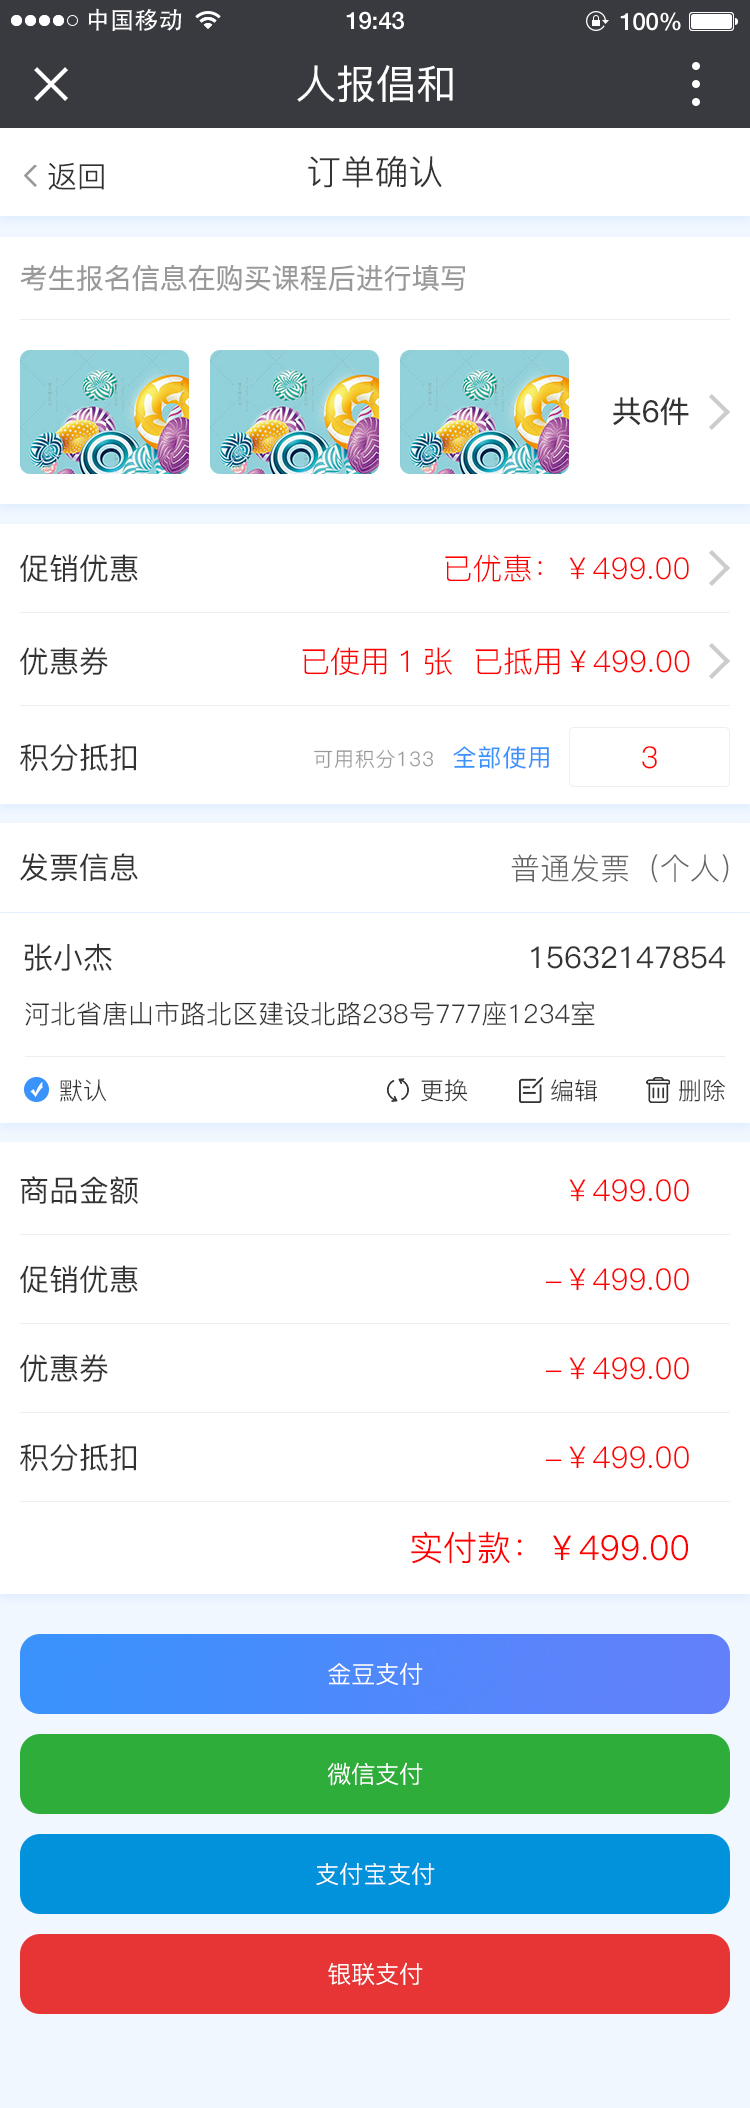 中国移动 19:43 100%
人报倡和
返回 订单确认
考生报名信息在购买课程后进行填写
共6件
促销优惠 已优惠：￥499.00
优惠券 已使用 1 张 已抵用￥499.00
积分抵扣 可用积分133 全部使用 3
发票信息 普通发票（个人）
张小杰 15632147854
河北省唐山市路北区建设北路238号777座1234室
默认 更换 编辑 删除
商品金额 ￥499.00
促销优惠 –￥499.00
优惠券 –￥499.00
积分抵扣 –￥499.00
实付款：￥499.00
金豆支付
微信支付
支付宝支付
银联支付